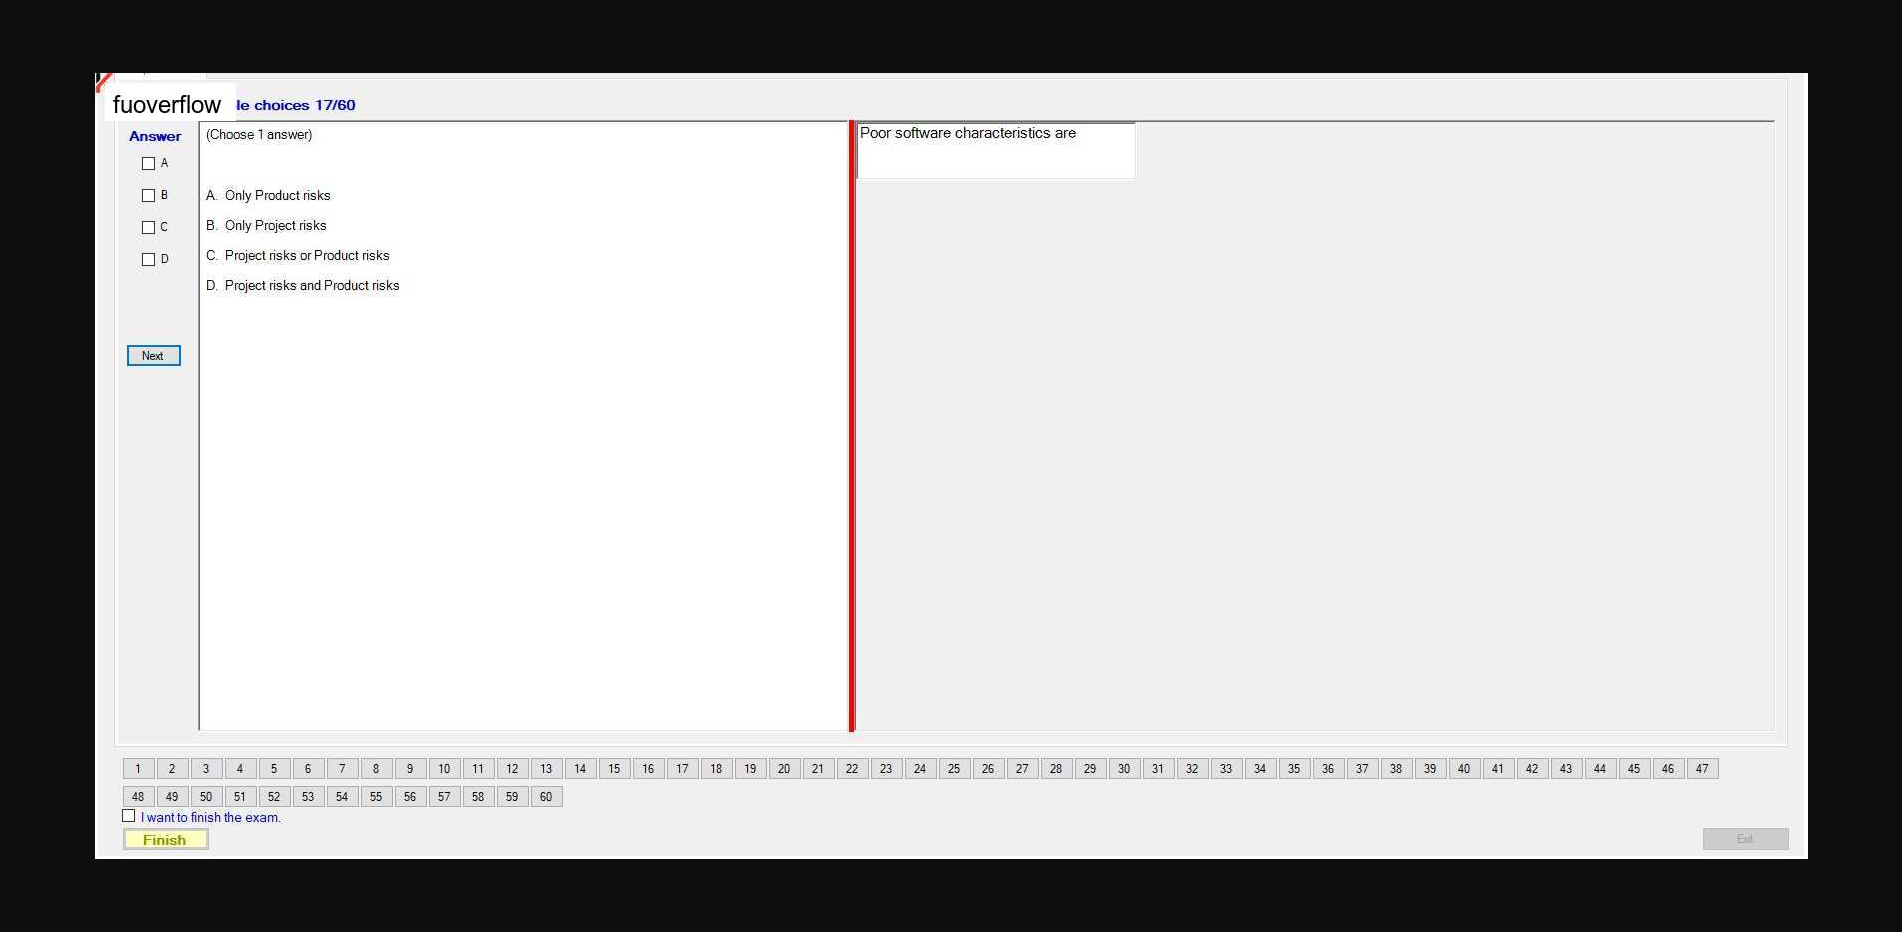 fuoverflow
le choices 17/60
Answer
(Choose 1 answer)
A
B
C
D
A. Only Product risks
B. Only Project risks
C. Project risks or Product risks
D. Project risks and Product risks
Next
Poor software characteristics are
1 2 3 4 5 6 7 8 9 10 11 12 13 14 15 16 17 18 19 20 21 22 23 24 25 26 27 28 29 30 31 32 33 34 35 36 37 38 39 40 41 42 43 44 45 46 47
48 49 50 51 52 53 54 55 56 57 58 59 60
I want to finish the exam.
Finish
Exit